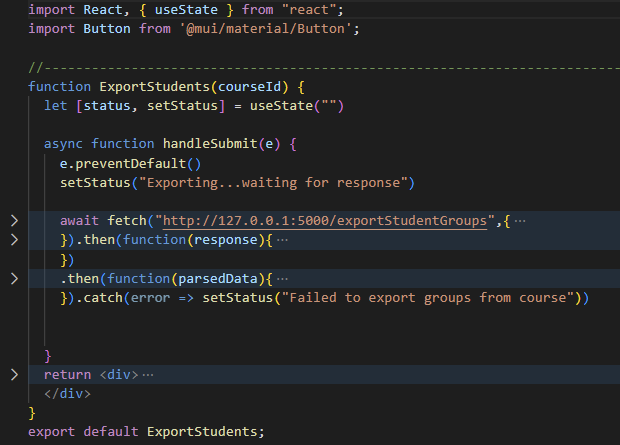 import React, { useState } from "react";
import Button from '@mui/material/Button';
//--------------------------------------------------------------------------
function ExportStudents(courseId) {
let [status, setStatus] = useState("")
async function handleSubmit(e) {
e.preventDefault()
setStatus("Exporting...waiting for response")
await fetch("http://127.0.0.1:5000/exportStudentGroups",{ ···
}).then(function(response){ ···
})
.then(function(parsedData){ ···
}).catch(error => setStatus("Failed to export groups from course"))
}
return <div> ···
</div>
}
export default ExportStudents;